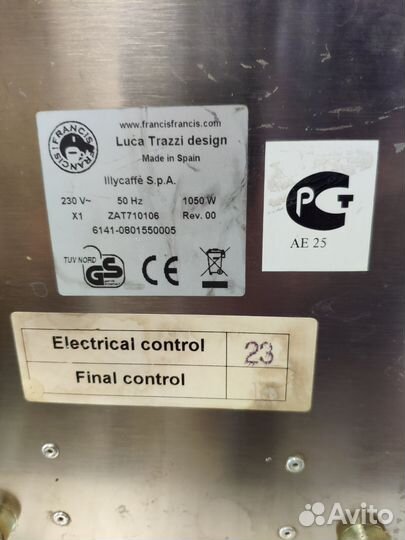 FRANCIS! FRANCIS!
www.francisfrancis.com
Luca Trazzi design
Made in Spain
Illycaffè S.p.A.
230 V~ 50 Hz 1050 W
X1 ZAT710106 Rev. 00
6141-0801550005
TUV NORD
GS
CE
РСТ
AE 25
Electrical control 23
Final control
Avito